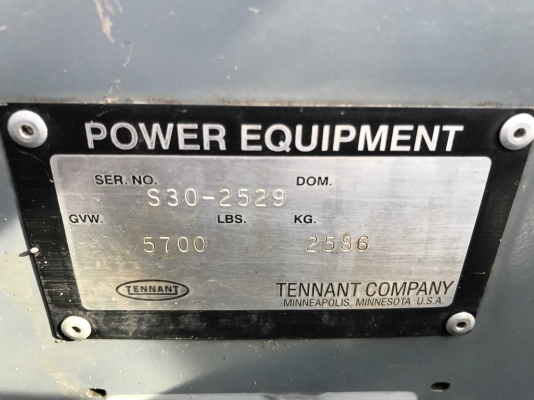 POWER EQUIPMENT
SER. NO. DOM.
S30-2529
GVW. LBS. KG.
5700 2586
TENNANT TENNANT COMPANY
MINNEAPOLIS, MINNESOTA U.S.A.